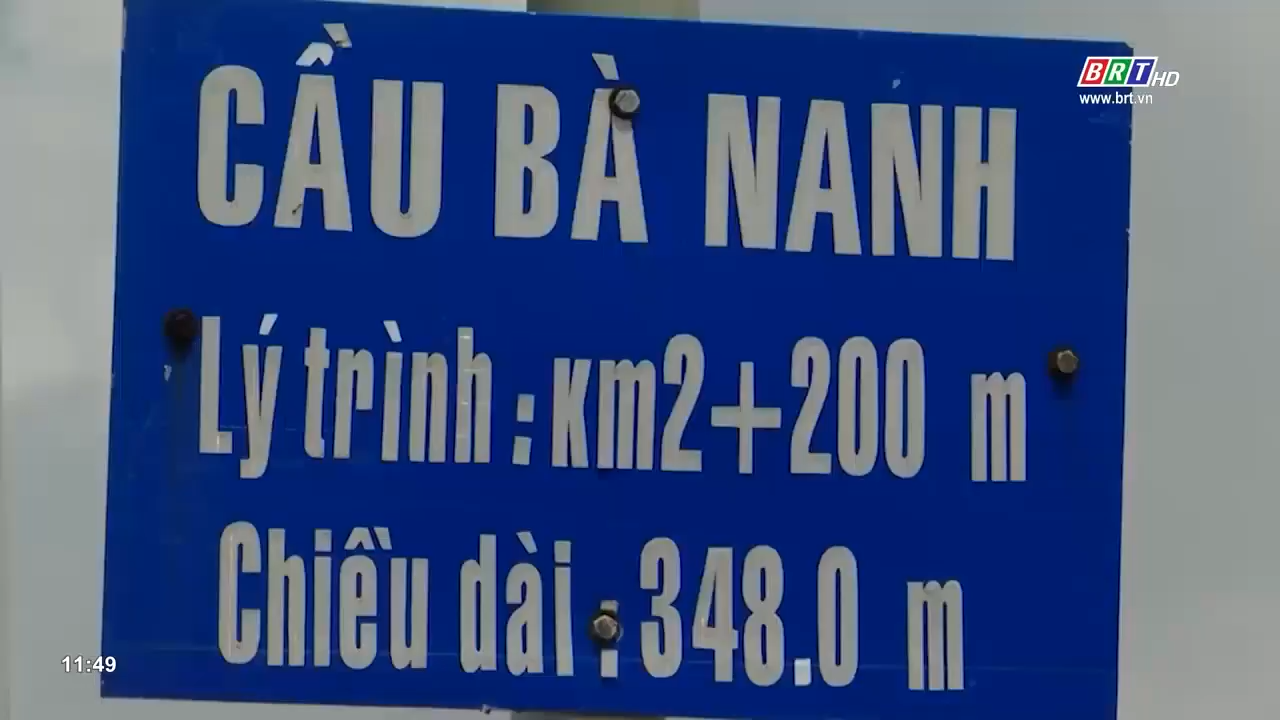 BRT HD
www.brt.vn
CẦU BÀ NANH
Lý trình : Km2+200 m
Chiều dài : 348.0 m
11:49